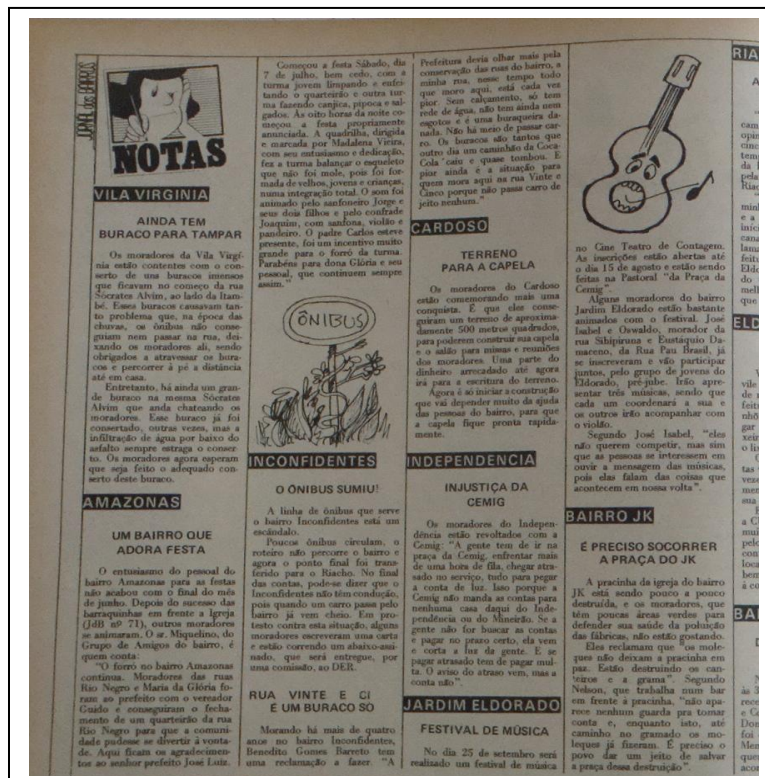 JORNAL DOS BAIRROS
NOTAS
VILA VIRGINIA
AINDA TEM
BURACO PARA TAMPAR
Os moradores da Vila Virgí-
nia estão contentes com o con-
serto de uns buracos imensos
que ficavam no começo da rua
Sócrates Alvim, ao lado da Itam-
bé. Esses buracos causavam tan-
to problema que, na época das
chuvas, os ônibus não conse-
guiam nem passar na rua, dei-
xando os moradores ali, sendo
obrigados a atravessar os bura-
cos e percorrer à pé a distância
até em casa.
Entretanto, há ainda um gran-
de buraco na mesma Sócrates
Alvim que anda chateando os
moradores. Esse buraco já foi
consertado, outras vezes, mas a
infiltração de água por baixo do
asfalto sempre estraga o conser-
to. Os moradores agora esperam
que seja feito o adequado con-
serto deste buraco.
AMAZONAS
UM BAIRRO QUE
ADORA FESTA
O entusiasmo do pessoal do
bairro Amazonas para as festas
não acabou com o final do mês
de junho. Depois do sucesso das
barraquinhas em frente a Igreja
(JdB nº 71), outros moradores
se animaram. O sr. Miquelino, do
Grupo de Amigos do bairro, é
quem conta:
"O forró no bairro Amazonas
continua. Moradores das ruas
Rio Negro e Maria da Glória fo-
ram ao prefeito com o vereador
Guido e conseguiram o fecha-
mento de um quarteirão da rua
Rio Negro para que a comuni-
dade pudesse se divertir à vonta-
de. Aqui ficam os agradecimen-
tos ao senhor prefeito José Luiz.
Começou a festa Sábado, dia
7 de julho, bem cedo, com a
turma jovem limpando e enfei-
tando o quarteirão e outra tur-
ma fazendo canjica, pipoca e sal-
gados. Às oito horas da noite co-
meçou a festa propriamente
anunciada. A quadrilha, dirigida
e marcada por Madalena Vieira,
com seu entusiasmo e dedicação,
fez a turma balançar o esqueleto
que não foi mole, pois foi for-
mada de velhos, jovens e crianças,
numa integração total. O som foi
animado pelo sanfoneiro Jorge e
seus dois filhos e pelo confrade
Joaquim, com sanfona, violão e
pandeiro. O padre Carlos esteve
presente, foi um incentivo muito
grande para o forró da turma.
Parabéns para dona Glória e seu
pessoal, que continuem sempre
assim."
ÔNIBUS
INCONFIDENTES
O ÔNIBUS SUMIU!
A linha de ônibus que serve
o bairro Inconfidentes está um
escândalo.
Poucos ônibus circulam, o
roteiro não percorre o bairro e
agora o ponto final foi trans-
ferido para o Riacho. No final
das contas, pode-se dizer que o
Inconfidentes não têm condução,
pois quando um carro passa pelo
bairro já vem cheio. Em pro-
testo contra esta situação, alguns
moradores escreveram uma carta
e estão correndo um abaixo-assi-
nado, que será entregue, por
uma comissão, ao DER.
RUA VINTE E CI
É UM BURACO SÓ
Morando há mais de quatro
anos no bairro Inconfidentes,
Benedito Gomes Barreto tem
uma reclamação a fazer. "A
Prefeitura devia olhar mais pela
conservação das ruas do bairro, a
minha rua, nesse tempo todo
que moro aqui, está cada vez
pior. Sem calçamento, só tem
rede de água, não tem ainda nem
esgotos e é uma buraqueira da-
nada. Não há meio de passar car-
ro. Os buracos são tantos que
outro dia um caminhão da Coca-
Cola caiu e quase tombou. E
pior ainda é a situação para
quem mora aqui na rua Vinte e
Cinco porque não passa carro de
jeito nenhum."
CARDOSO
TERRENO
PARA A CAPELA
Os moradores do Cardoso
estão comemorando mais uma
conquista. É que eles conse-
guiram um terreno de aproxima-
damente 500 metros quadrados,
para poderem construir sua capela
e o salão para missas e reuniões
dos moradores. Uma parte do
dinheiro arrecadado até agora
irá para a escritura do terreno.
Agora é só iniciar a construção
que vai depender muito da ajuda
das pessoas do bairro, para que
a capela fique pronta rapida-
mente.
INDEPENDENCIA
INJUSTIÇA DA
CEMIG
Os moradores do Indepen-
dência estão revoltados com a
Cemig: "A gente tem de ir na
praça da Cemig, enfrentar mais
de uma hora de fila, chegar atra-
sado no serviço, tudo para pegar
a conta de luz. Isso porque a
Cemig não manda as contas para
nenhuma casa daqui do Inde-
pendência ou do Mineirão. Se a
gente não for buscar as contas
e pagar no prazo certo, ela vem
e corta a luz da gente. E se
pagar atrasado tem de pagar mul-
ta. O aviso do atraso vem, mas a
conta não".
JARDIM ELDORADO
FESTIVAL DE MÚSICA
No dia 25 de setembro será
realizado um festival de música
no Cine Teatro de Contagem.
As inscrições estão abertas até
o dia 15 de agosto e estão sendo
feitas na Pastoral "da Praça da
Cemig".
Alguns moradores do bairro
Jardim Eldorado estão bastante
animados com o festival. José
Isabel e Oswaldo, morador da
rua Sibipiruna e Eustáquio Da-
maceno, da Rua Pau Brasil, já
se inscreveram e vão participar
juntos, pelo grupo de jovens do
Eldorado, pré-jube. Irão apre-
sentar três músicas, sendo que
cada um coordenará a sua e
os outros irão acompanhar com
o violão.
Segundo José Isabel, "eles
não querem competir, mas sim
que as pessoas se interessem em
ouvir a mensagem das músicas,
pois elas falam das coisas que
acontecem em nossa volta".
BAIRRO JK
É PRECISO SOCORRER
A PRAÇA DO JK
A pracinha da igreja do bairro
JK está sendo pouco a pouco
destruída, e os moradores, que
têm poucas áreas verdes para
defender sua saúde da poluição
das fábricas, não estão gostando.
Eles reclamam que "os mole-
ques não deixam a pracinha em
paz. Estão destruindo os can-
teiros e a grama". Segundo
Nelson, que trabalha num bar
em frente à pracinha, "não apa-
rece nenhum guarda pra tomar
conta e, enquanto isto, até
caminho no gramado os mo-
leques já fizeram. É preciso o
povo dar um jeito de salvar
a praça dessa destruição".